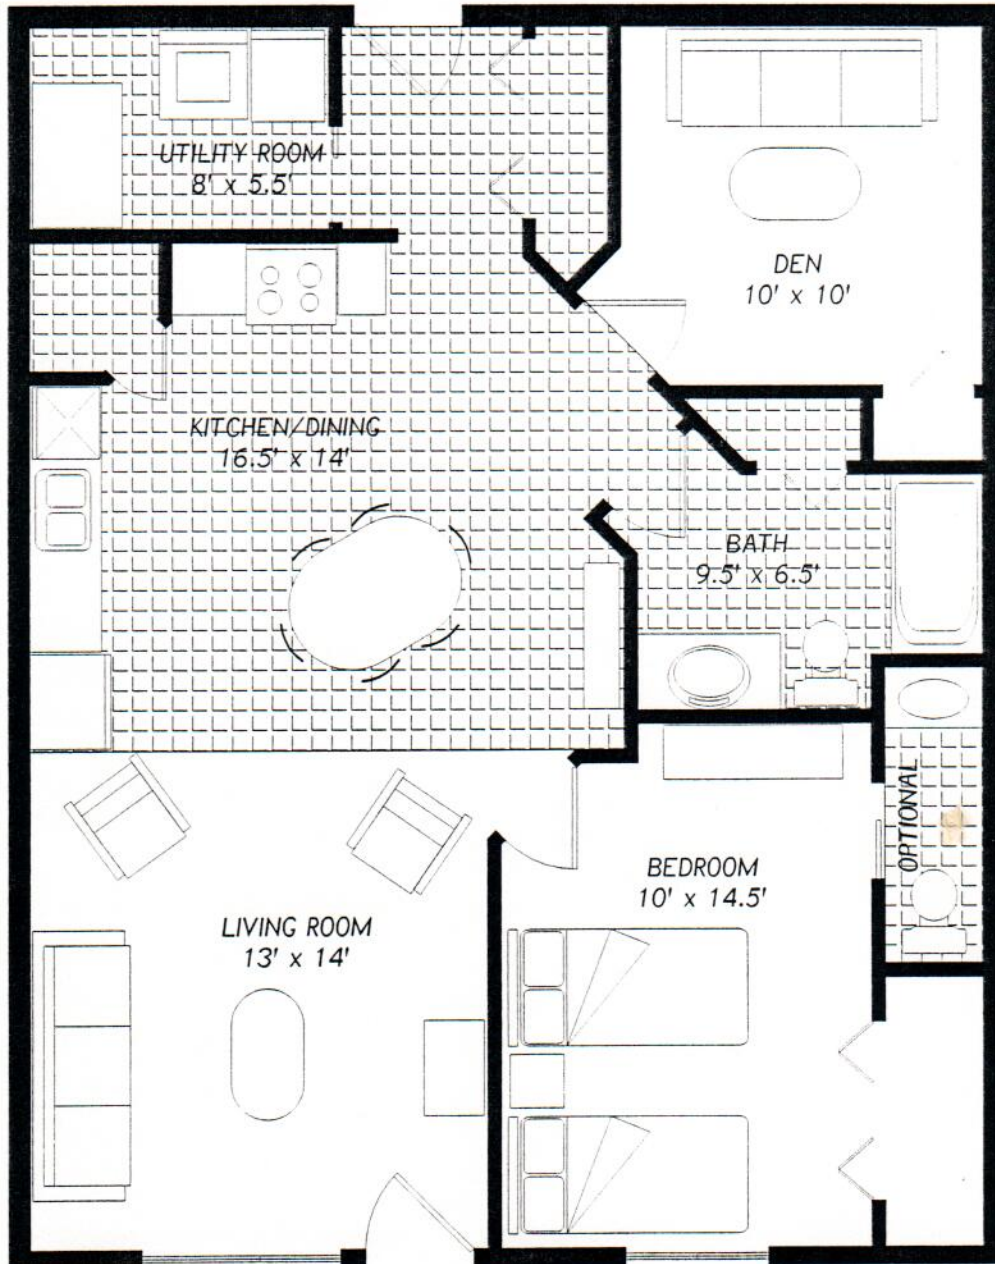 UTILITY ROOM
8' x 5.5'
DEN
10' x 10'
KITCHEN/DINING
16.5' x 14'
BATH
9.5' x 6.5'
OPTIONAL
BEDROOM
10' x 14.5'
LIVING ROOM
13' x 14'